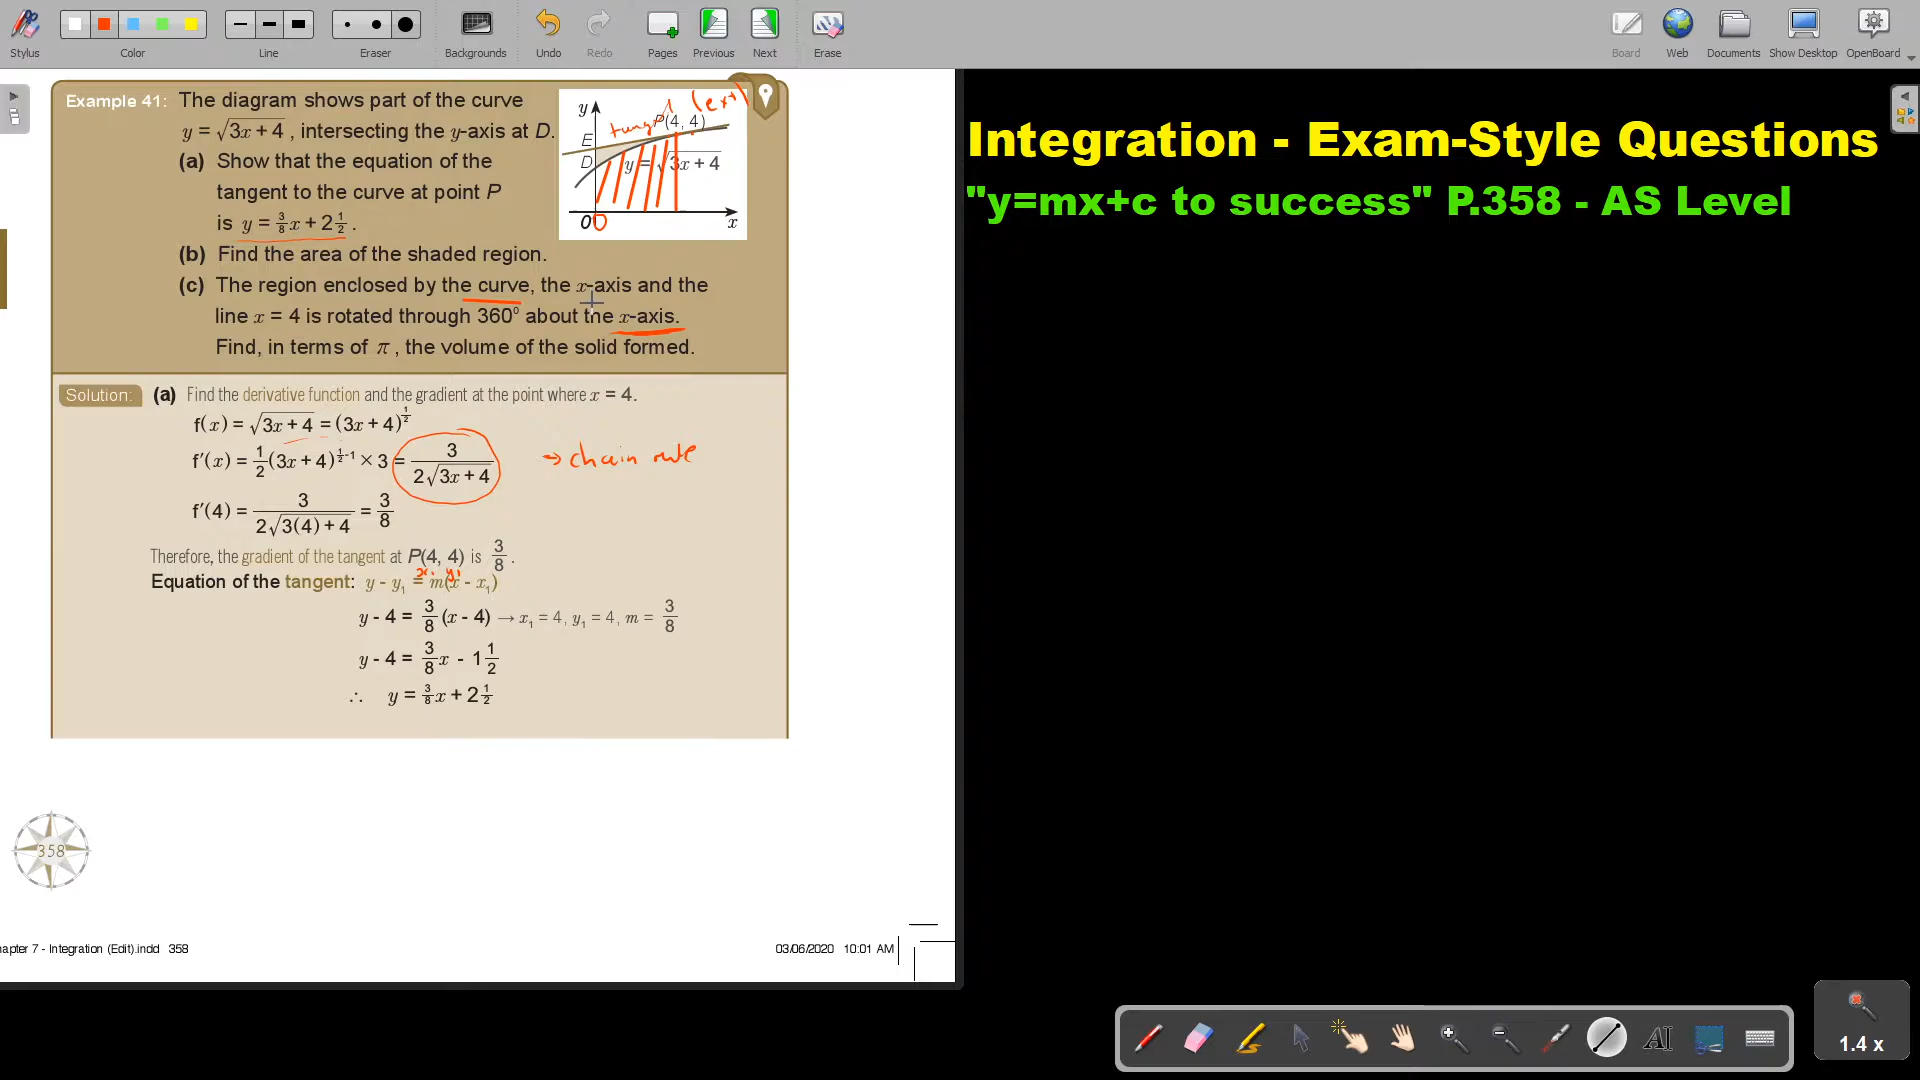 Stylus Color Line Eraser Backgrounds Undo Redo Pages Previous Next Erase Board Web Documents Show Desktop OpenBoard
Example 41: The diagram shows part of the curve
y = √(3x + 4), intersecting the y-axis at D.
(a) Show that the equation of the
tangent to the curve at point P
is y = 3/8 x + 2 1/2.
(b) Find the area of the shaded region.
(c) The region enclosed by the curve, the x-axis and the
line x = 4 is rotated through 360° about the x-axis.
Find, in terms of π, the volume of the solid formed.
y
(ext)
P(4, 4)
E
D
y = √(3x + 4)
O 0
x
Solution: (a) Find the derivative function and the gradient at the point where x = 4.
f(x) = √(3x + 4) = (3x + 4)^(1/2)
f′(x) = 1/2 (3x + 4)^(1/2 - 1) × 3 = 3/(2√(3x + 4)) → chain rule
f′(4) = 3/(2√(3(4) + 4)) = 3/8
Therefore, the gradient of the tangent at P(4, 4) is 3/8.
x₁ y₁
Equation of the tangent: y - y₁ = m(x - x₁)
y - 4 = 3/8 (x - 4) → x₁ = 4, y₁ = 4, m = 3/8
y - 4 = 3/8 x - 1 1/2
∴ y = 3/8 x + 2 1/2
358
hapter 7 - Integration (Edit).indd 358
03/06/2020 10:01 AM
Integration - Exam-Style Questions
"y=mx+c to success" P.358 - AS Level
1.4 x